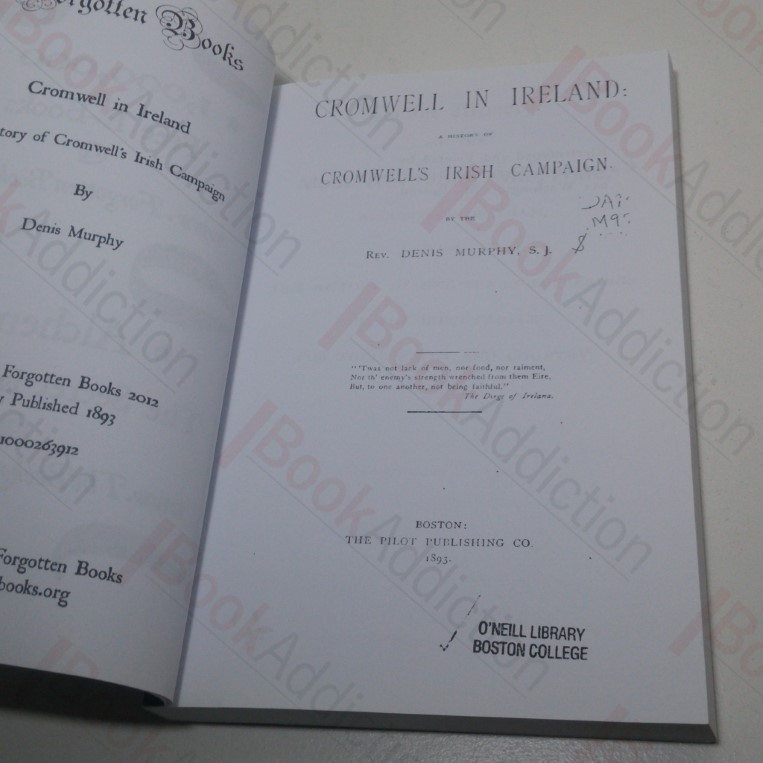 Forgotten Books
Cromwell in Ireland
tory of Cromwell's Irish Campaign
By
Denis Murphy
Forgotten Books 2012
y Published 1893
1000263912
Forgotten Books
books.org
CROMWELL IN IRELAND:
A HISTORY OF
CROMWELL'S IRISH CAMPAIGN.
BY THE
REV. DENIS MURPHY, S. J.
"'Twas not lack of men, nor food, nor raiment,
Nor th' enemy's strength wrenched from them Eire,
But, to one another, not being faithful."
The Dirge of Ireland.
BOSTON:
THE PILOT PUBLISHING CO.
1893.
O'NEILL LIBRARY
BOSTON COLLEGE
BookAddiction